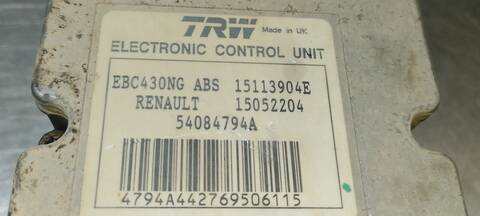 TRW Made in UK
ELECTRONIC CONTROL UNIT
EBC430NG ABS 15113904E
RENAULT 15052204
54084794A
4794A442769506115